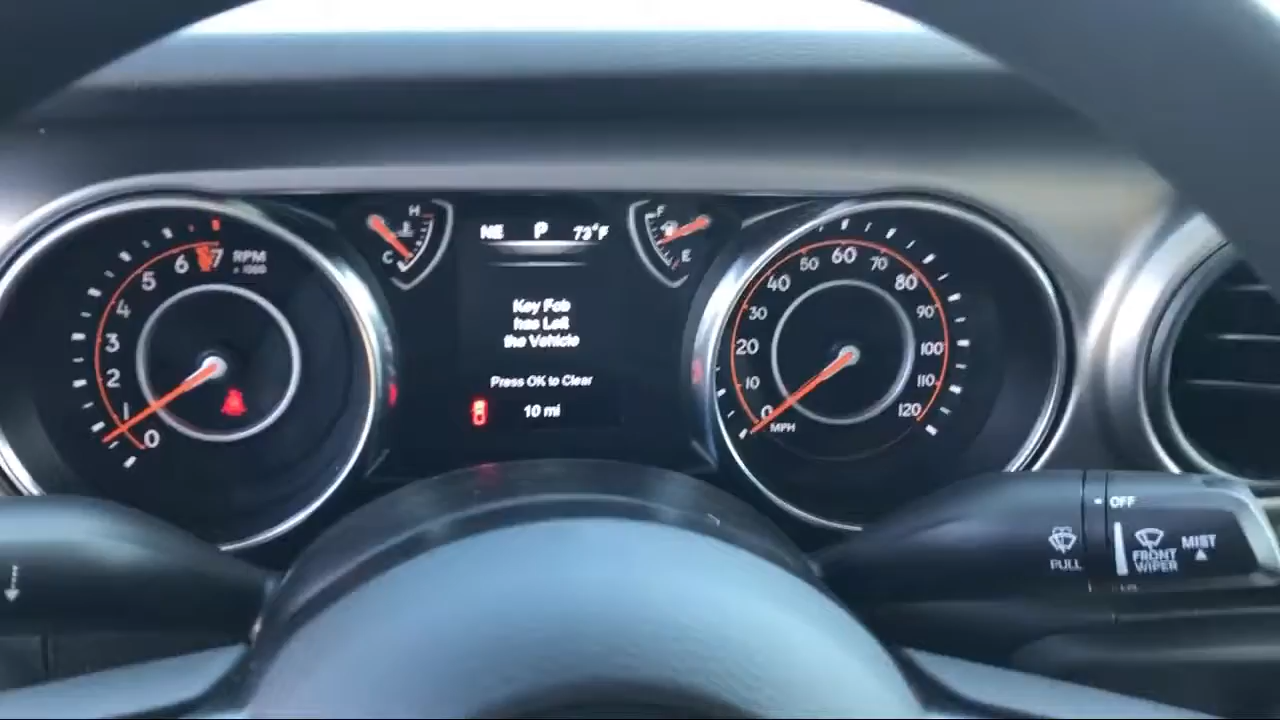 H
C
NE P 73°F
F
E
RPM
x 1000
0 1 2 3 4 5 6 7
Key Fob
has Left
the Vehicle
Press OK to Clear
10 mi
0 10 20 30 40 50 60 70 80 90 100 110 120
MPH
OFF
PULL
FRONT
WIPER
MIST